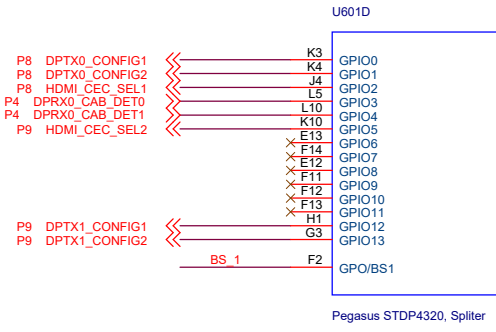 U601D
P8 DPTX0_CONFIG1 K3 GPIO0
P8 DPTX0_CONFIG2 K4 GPIO1
P8 HDMI_CEC_SEL1 J4 GPIO2
P4 DPRX0_CAB_DET0 L5 GPIO3
P4 DPRX0_CAB_DET1 L10 GPIO4
P9 HDMI_CEC_SEL2 K10 GPIO5
E13 GPIO6
F14 GPIO7
E12 GPIO8
F11 GPIO9
F12 GPIO10
F13 GPIO11
P9 DPTX1_CONFIG1 H1 GPIO12
P9 DPTX1_CONFIG2 G3 GPIO13
BS_1 F2 GPO/BS1
Pegasus STDP4320, Spliter